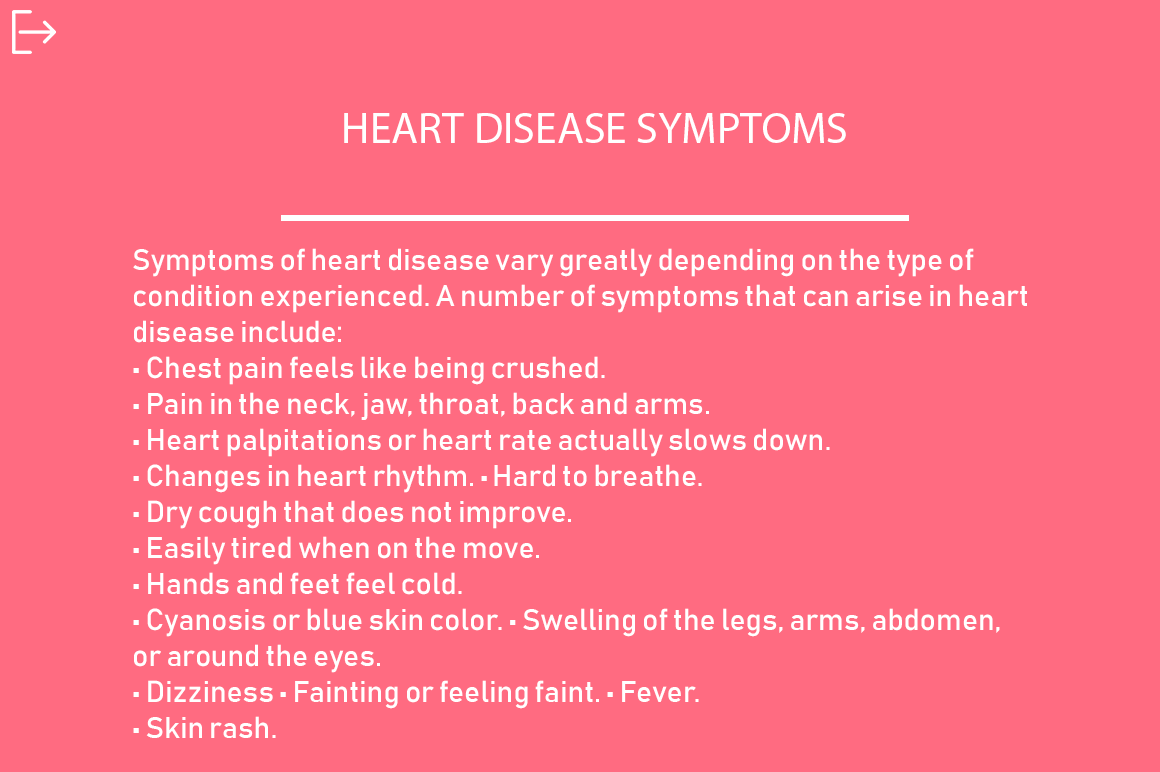 HEART DISEASE SYMPTOMS
Symptoms of heart disease vary greatly depending on the type of
condition experienced. A number of symptoms that can arise in heart
disease include:
▪ Chest pain feels like being crushed.
▪ Pain in the neck, jaw, throat, back and arms.
▪ Heart palpitations or heart rate actually slows down.
▪ Changes in heart rhythm. ▪ Hard to breathe.
▪ Dry cough that does not improve.
▪ Easily tired when on the move.
▪ Hands and feet feel cold.
▪ Cyanosis or blue skin color. ▪ Swelling of the legs, arms, abdomen,
or around the eyes.
▪ Dizziness ▪ Fainting or feeling faint. ▪ Fever.
▪ Skin rash.